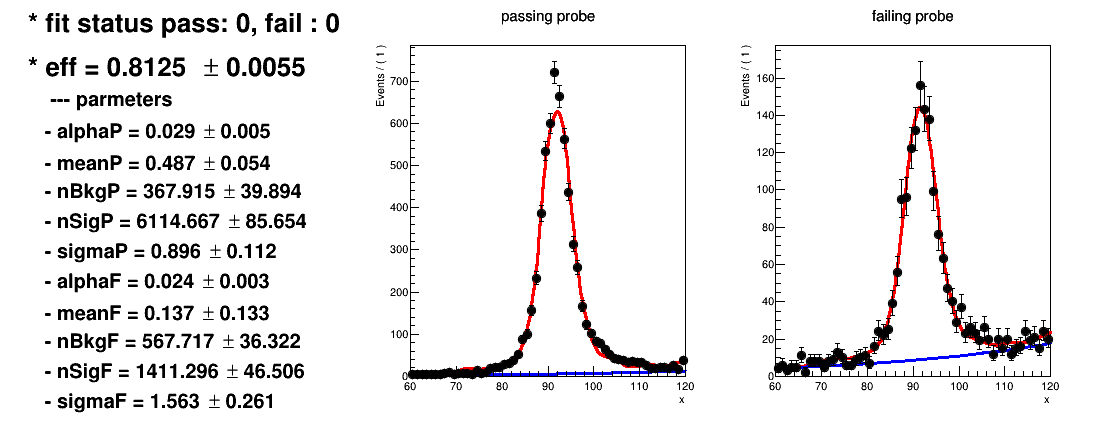 * fit status pass: 0, fail : 0
* eff = 0.8125 ± 0.0055
--- parmeters
- alphaP = 0.029 ± 0.005
- meanP = 0.487 ± 0.054
- nBkgP = 367.915 ± 39.894
- nSigP = 6114.667 ± 85.654
- sigmaP = 0.896 ± 0.112
- alphaF = 0.024 ± 0.003
- meanF = 0.137 ± 0.133
- nBkgF = 567.717 ± 36.322
- nSigF = 1411.296 ± 46.506
- sigmaF = 1.563 ± 0.261
passing probe
Events / ( 1 )
700
600
500
400
300
200
100
0
60 70 80 90 100 110 120
x
failing probe
Events / ( 1 )
160
140
120
100
80
60
40
20
0
60 70 80 90 100 110 120
x